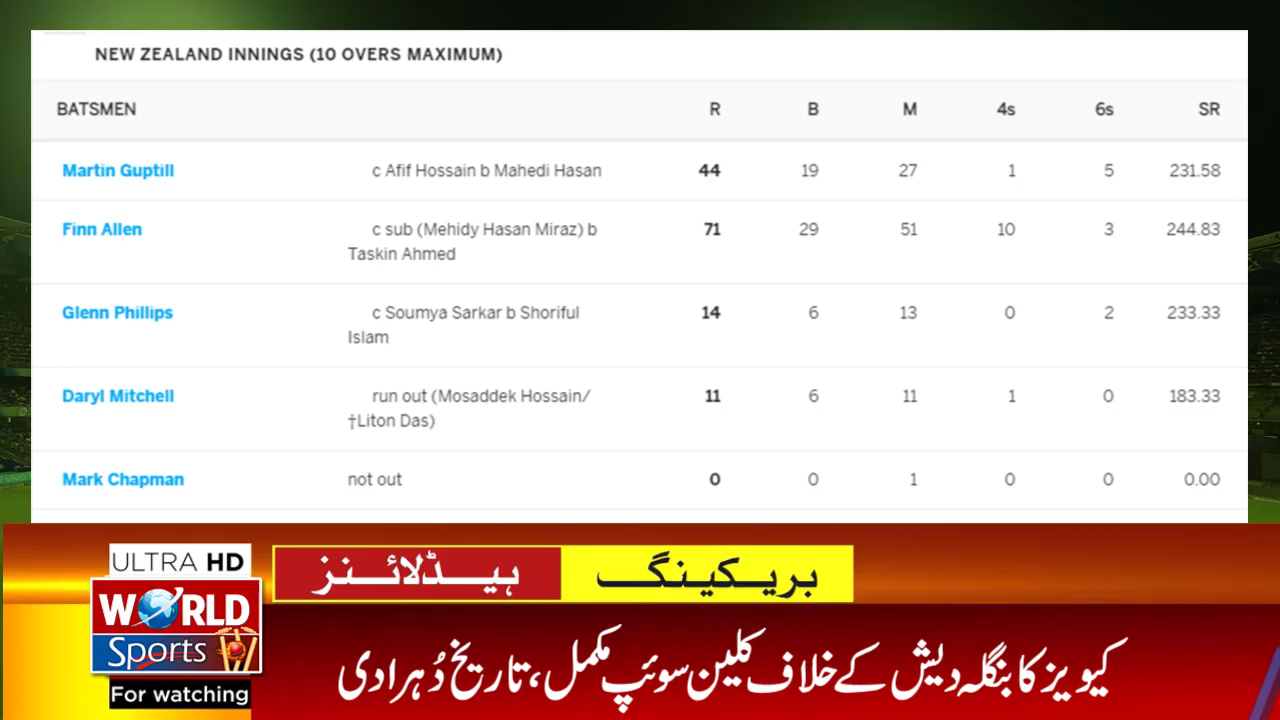 NEW ZEALAND INNINGS (10 OVERS MAXIMUM)
BATSMEN R B M 4s 6s SR
Martin Guptill c Afif Hossain b Mahedi Hasan 44 19 27 1 5 231.58
Finn Allen c sub (Mehidy Hasan Miraz) b 71 29 51 10 3 244.83
Taskin Ahmed
Glenn Phillips c Soumya Sarkar b Shoriful 14 6 13 0 2 233.33
Islam
Daryl Mitchell run out (Mosaddek Hossain/ 11 6 11 1 0 183.33
†Liton Das)
Mark Chapman not out 0 0 1 0 0 0.00
ULTRA HD
WORLD
Sports
For watching
بریکینگ ہیڈلائنز
کیویز کا بنگلہ دیش کے خلاف کلین سوئپ مکمل، تاریخ دُہرا دی